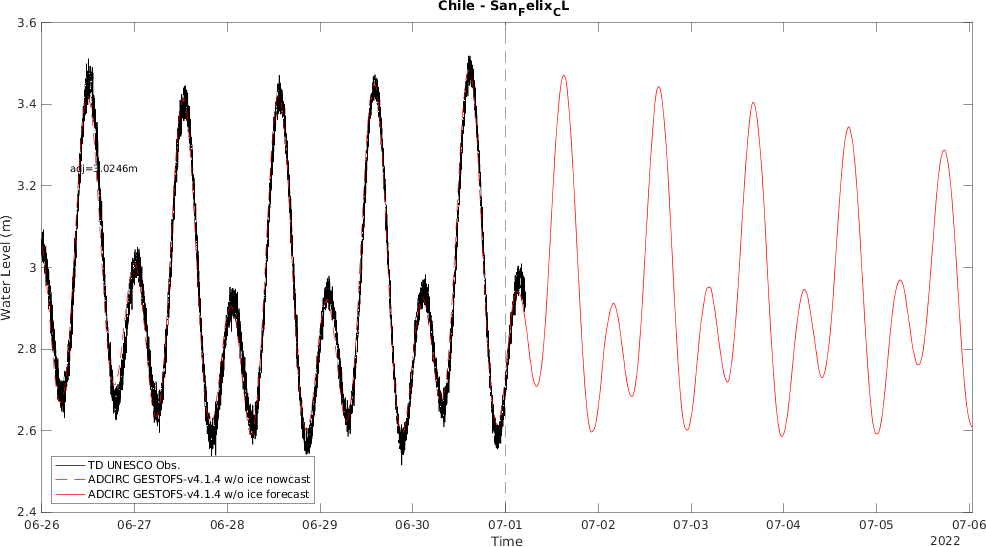 Chile - SanFelixCL
3.6
3.4
3.2
3
2.8
2.6
2.4
Water Level (m)
adj=3.0246m
TD UNESCO Obs.
ADCIRC GESTOFS-v4.1.4 w/o ice nowcast
ADCIRC GESTOFS-v4.1.4 w/o ice forecast
06-26 06-27 06-28 06-29 06-30 07-01 07-02 07-03 07-04 07-05 07-06
Time
2022